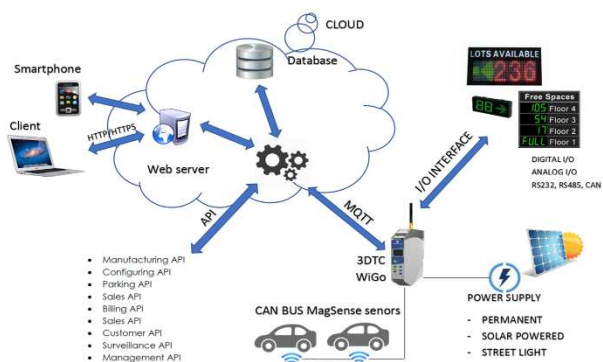 CLOUD
Database
Smartphone
Client
HTTP/HTTPS
Web server
API
MQTT
I/O INTERFACE
LOTS AVAILABLE
236
88
Free Spaces
105 Floor 4
54 Floor 3
17 Floor 2
FULL Floor 1
DIGITAL I/O
ANALOG I/O
RS232, RS485, CAN
3DTC
WiGo
• Manufacturing API
• Configuring API
• Parking API
• Sales API
• Billing API
• Sales API
• Customer API
• Surveillance API
• Management API
CAN BUS MagSense senors
POWER SUPPLY
- PERMANENT
- SOLAR POWERED
- STREET LIGHT